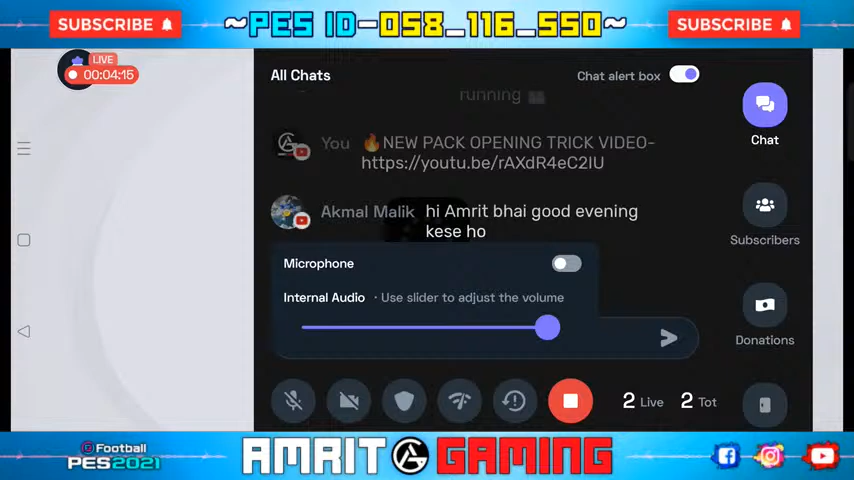 SUBSCRIBE
~PES ID-058_116_550~
SUBSCRIBE
LIVE
00:04:15
All Chats
Chat alert box
running
Chat
You 🔥NEW PACK OPENING TRICK VIDEO-
https://youtu.be/rAXdR4eC2IU
Akmal Malik hi Amrit bhai good evening
kese ho
Subscribers
Microphone
Internal Audio · Use slider to adjust the volume
Donations
2 Live 2 Tot
eFootball
PES2021
AMRIT GAMING